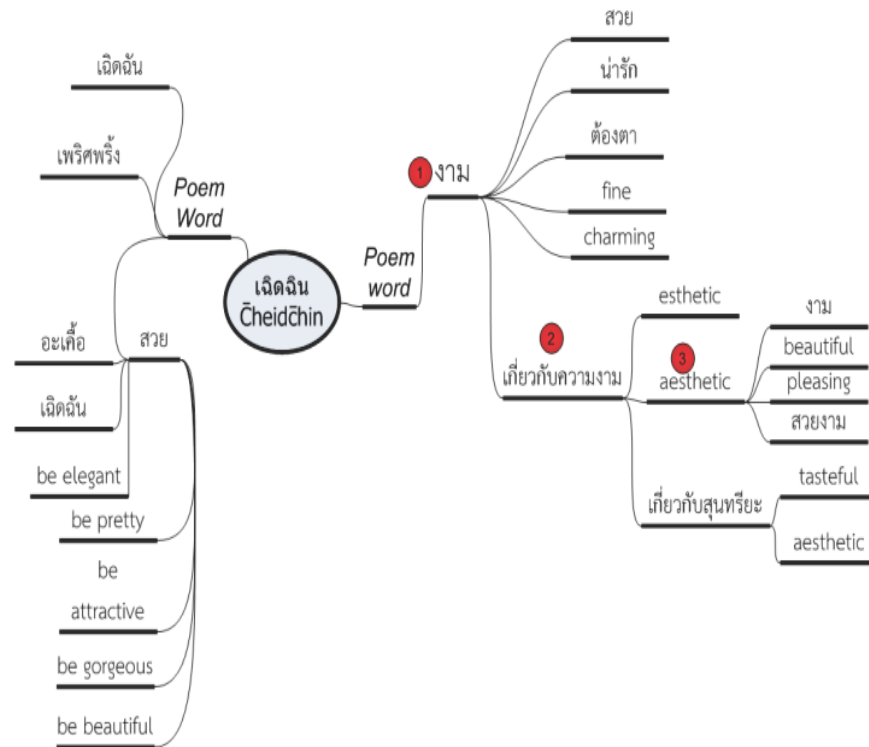 เฉิดฉัน
เพริศพริ้ง
Poem
Word
สวย
อะเคื้อ
เฉิดฉัน
be elegant
be pretty
be
attractive
be gorgeous
be beautiful
เฉิดฉิน
C̄heidc̄hin
Poem
word
1 งาม
สวย
น่ารัก
ต้องตา
fine
charming
2
เกี่ยวกับความงาม
esthetic
3
aesthetic
งาม
beautiful
pleasing
สวยงาม
เกี่ยวกับสุนทรียะ
tasteful
aesthetic